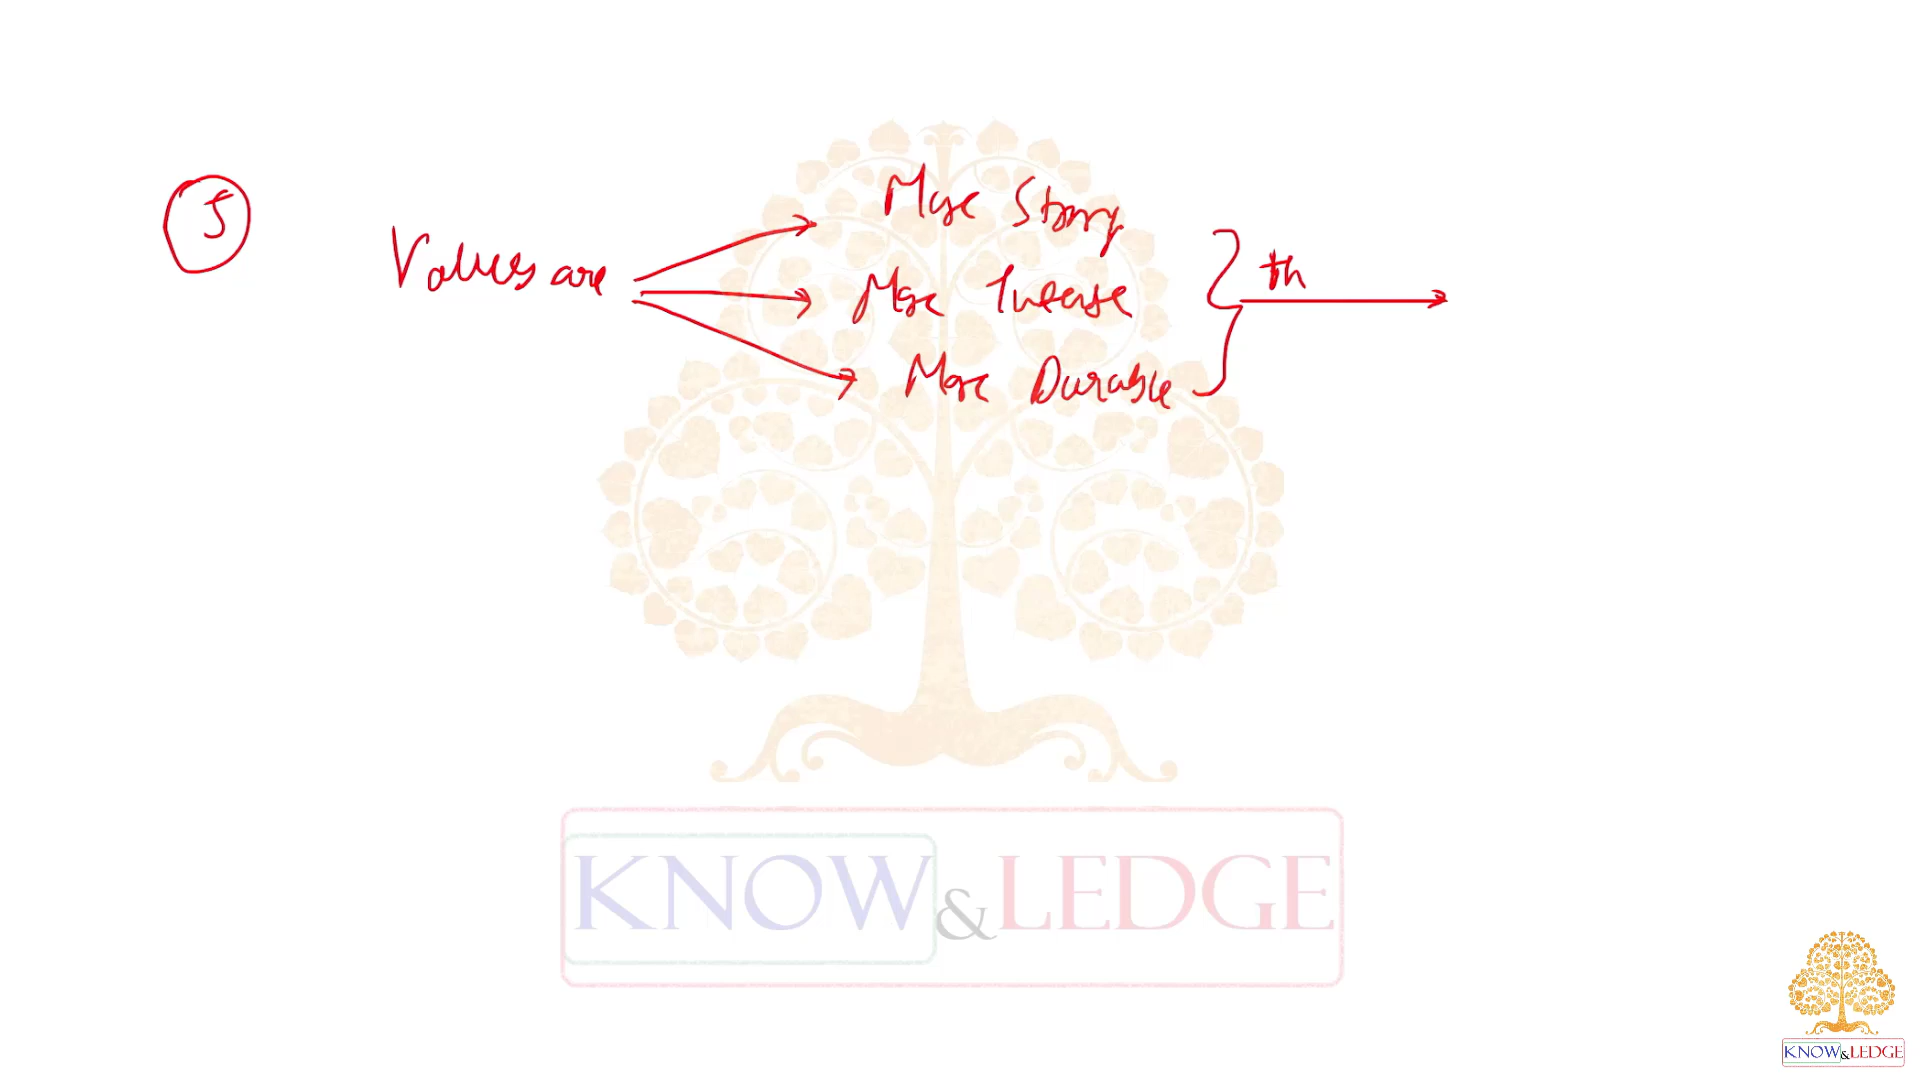 5
Values are
More Strong
More Intense
More Durable
th
KNOW&LEDGE
KNOW&LEDGE